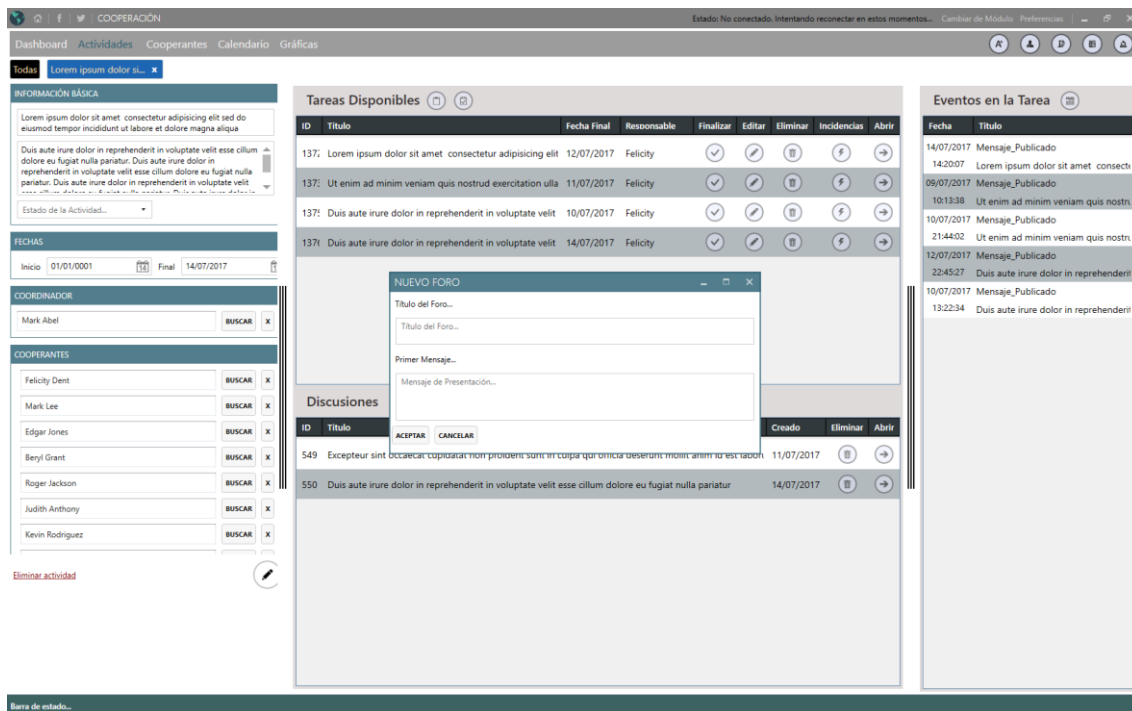 COOPERACIÓN
Estado: No conectado. Intentando reconectar en estos momentos... Cambiar de Módulo Preferencias
Dashboard Actividades Cooperantes Calendario Gráficas
Todas Lorem ipsum dolor si... x
INFORMACIÓN BÁSICA
Lorem ipsum dolor sit amet consectetur adipisicing elit sed do
eiusmod tempor incididunt ut labore et dolore magna aliqua
Duis aute irure dolor in reprehenderit in voluptate velit esse cillum
dolore eu fugiat nulla pariatur. Duis aute irure dolor in
reprehenderit in voluptate velit esse cillum dolore eu fugiat nulla
pariatur. Duis aute irure dolor in reprehenderit in voluptate velit
Estado de la Actividad...
FECHAS
Inicio 01/01/0001 14 Final 14/07/2017
COORDINADOR
Mark Abel BUSCAR X
COOPERANTES
Felicity Dent BUSCAR X
Mark Lee BUSCAR X
Edgar Jones BUSCAR X
Beryl Grant BUSCAR X
Roger Jackson BUSCAR X
Judith Anthony BUSCAR X
Kevin Rodriguez BUSCAR X
Eliminar actividad
Tareas Disponibles
ID Titulo Fecha Final Responsable Finalizar Editar Eliminar Incidencias Abrir
Lorem ipsum dolor sit amet consectetur adipisicing elit 12/07/2017 Felicity
Ut enim ad minim veniam quis nostrud exercitation ulla 11/07/2017 Felicity
Duis aute irure dolor in reprehenderit in voluptate velit 10/07/2017 Felicity
Duis aute irure dolor in reprehenderit in voluptate velit 14/07/2017 Felicity
NUEVO FORO
Título del Foro...
Título del Foro...
Primer Mensaje...
Mensaje de Presentación...
ACEPTAR CANCELAR
Discusiones
ID Titulo Creado Eliminar Abrir
549 Excepteur sint occaecat cupidatat non proident sunt in culpa qui officia deserunt mollit anim id est labon 11/07/2017
550 Duis aute irure dolor in reprehenderit in voluptate velit esse cillum dolore eu fugiat nulla pariatur 14/07/2017
Eventos en la Tarea
Fecha Titulo
14/07/2017 Mensaje_Publicado
14:20:07 Lorem ipsum dolor sit amet consecte
09/07/2017 Mensaje_Publicado
10:13:38 Ut enim ad minim veniam quis nostru
10/07/2017 Mensaje_Publicado
21:44:02 Ut enim ad minim veniam quis nostru
12/07/2017 Mensaje_Publicado
22:45:27 Duis aute irure dolor in reprehenderit
10/07/2017 Mensaje_Publicado
13:22:34 Duis aute irure dolor in reprehenderit
Barra de estado...